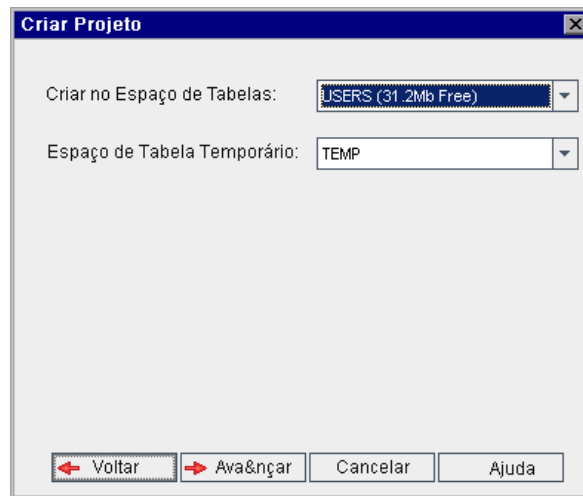 Criar Projeto
Criar no Espaço de Tabelas: USERS (31.2Mb Free)
Espaço de Tabela Temporário: TEMP
Voltar Ava&nçar Cancelar Ajuda